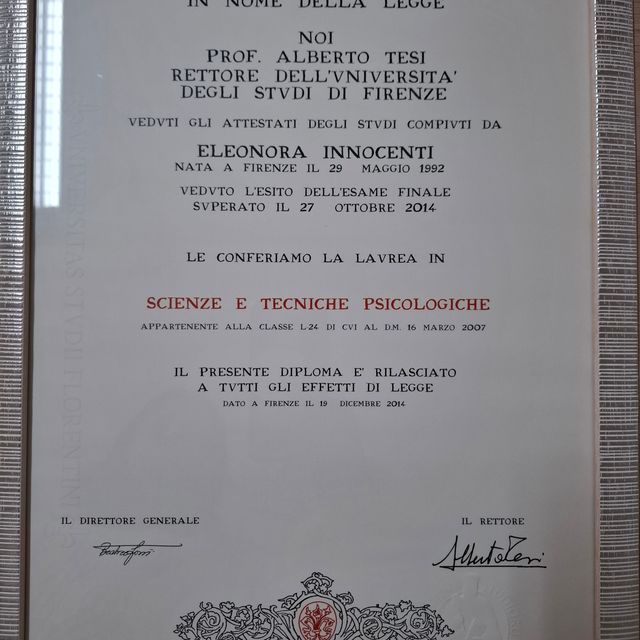 IN NOME DELLA LEGGE
NOI
PROF. ALBERTO TESI
RETTORE DELL'VNIVERSITA'
DEGLI STVDI DI FIRENZE
VEDVTI GLI ATTESTATI DEGLI STVDI COMPIVTI DA
ELEONORA INNOCENTI
NATA A FIRENZE IL 29 MAGGIO 1992
VEDVTO L'ESITO DELL'ESAME FINALE
SVPERATO IL 27 OTTOBRE 2014
LE CONFERIAMO LA LAVREA IN
SCIENZE E TECNICHE PSICOLOGICHE
APPARTENENTE ALLA CLASSE L-24 DI CVI AL D.M. 16 MARZO 2007
IL PRESENTE DIPLOMA E' RILASCIATO
A TVTTI GLI EFFETTI DI LEGGE
DATO A FIRENZE IL 19 DICEMBRE 2014
IL DIRETTORE GENERALE
IL RETTORE
Alberto Tesi